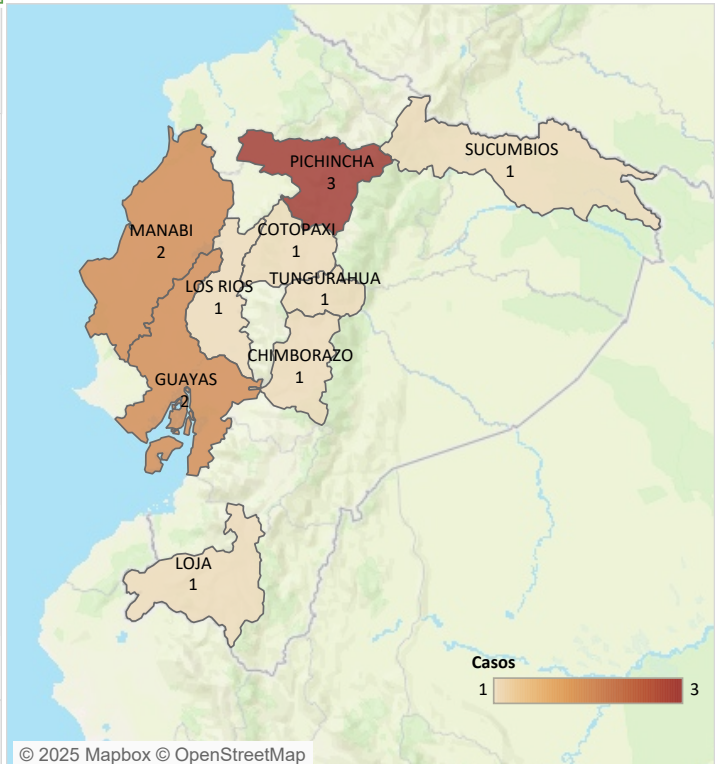 PICHINCHA
3
SUCUMBIOS
1
MANABI
2
COTOPAXI
1
TUNGURAHUA
1
LOS RIOS
1
CHIMBORAZO
1
GUAYAS
2
LOJA
1
Casos
1 3
© 2025 Mapbox © OpenStreetMap